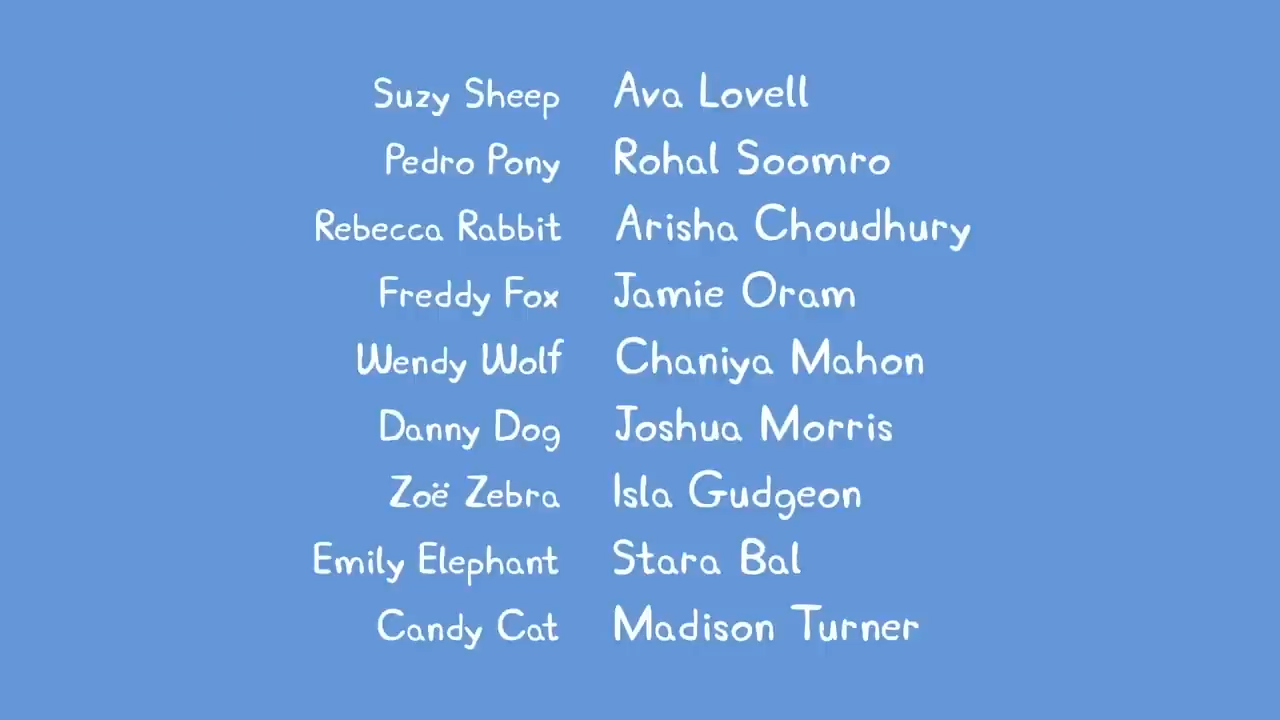 Suzy Sheep Ava Lovell
Pedro Pony Rohal Soomro
Rebecca Rabbit Arisha Choudhury
Freddy Fox Jamie Oram
Wendy Wolf Chaniya Mahon
Danny Dog Joshua Morris
Zoë Zebra Isla Gudgeon
Emily Elephant Stara Bal
Candy Cat Madison Turner